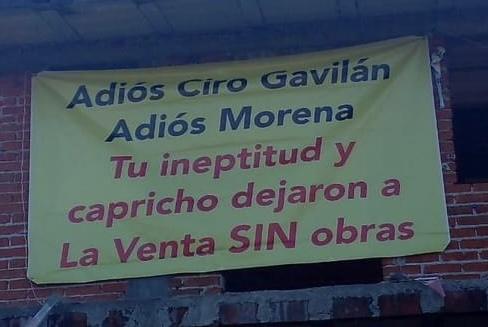 Adiós Ciro Gavilán
Adiós Morena
Tu ineptitud y
capricho dejaron a
La Venta SIN obras